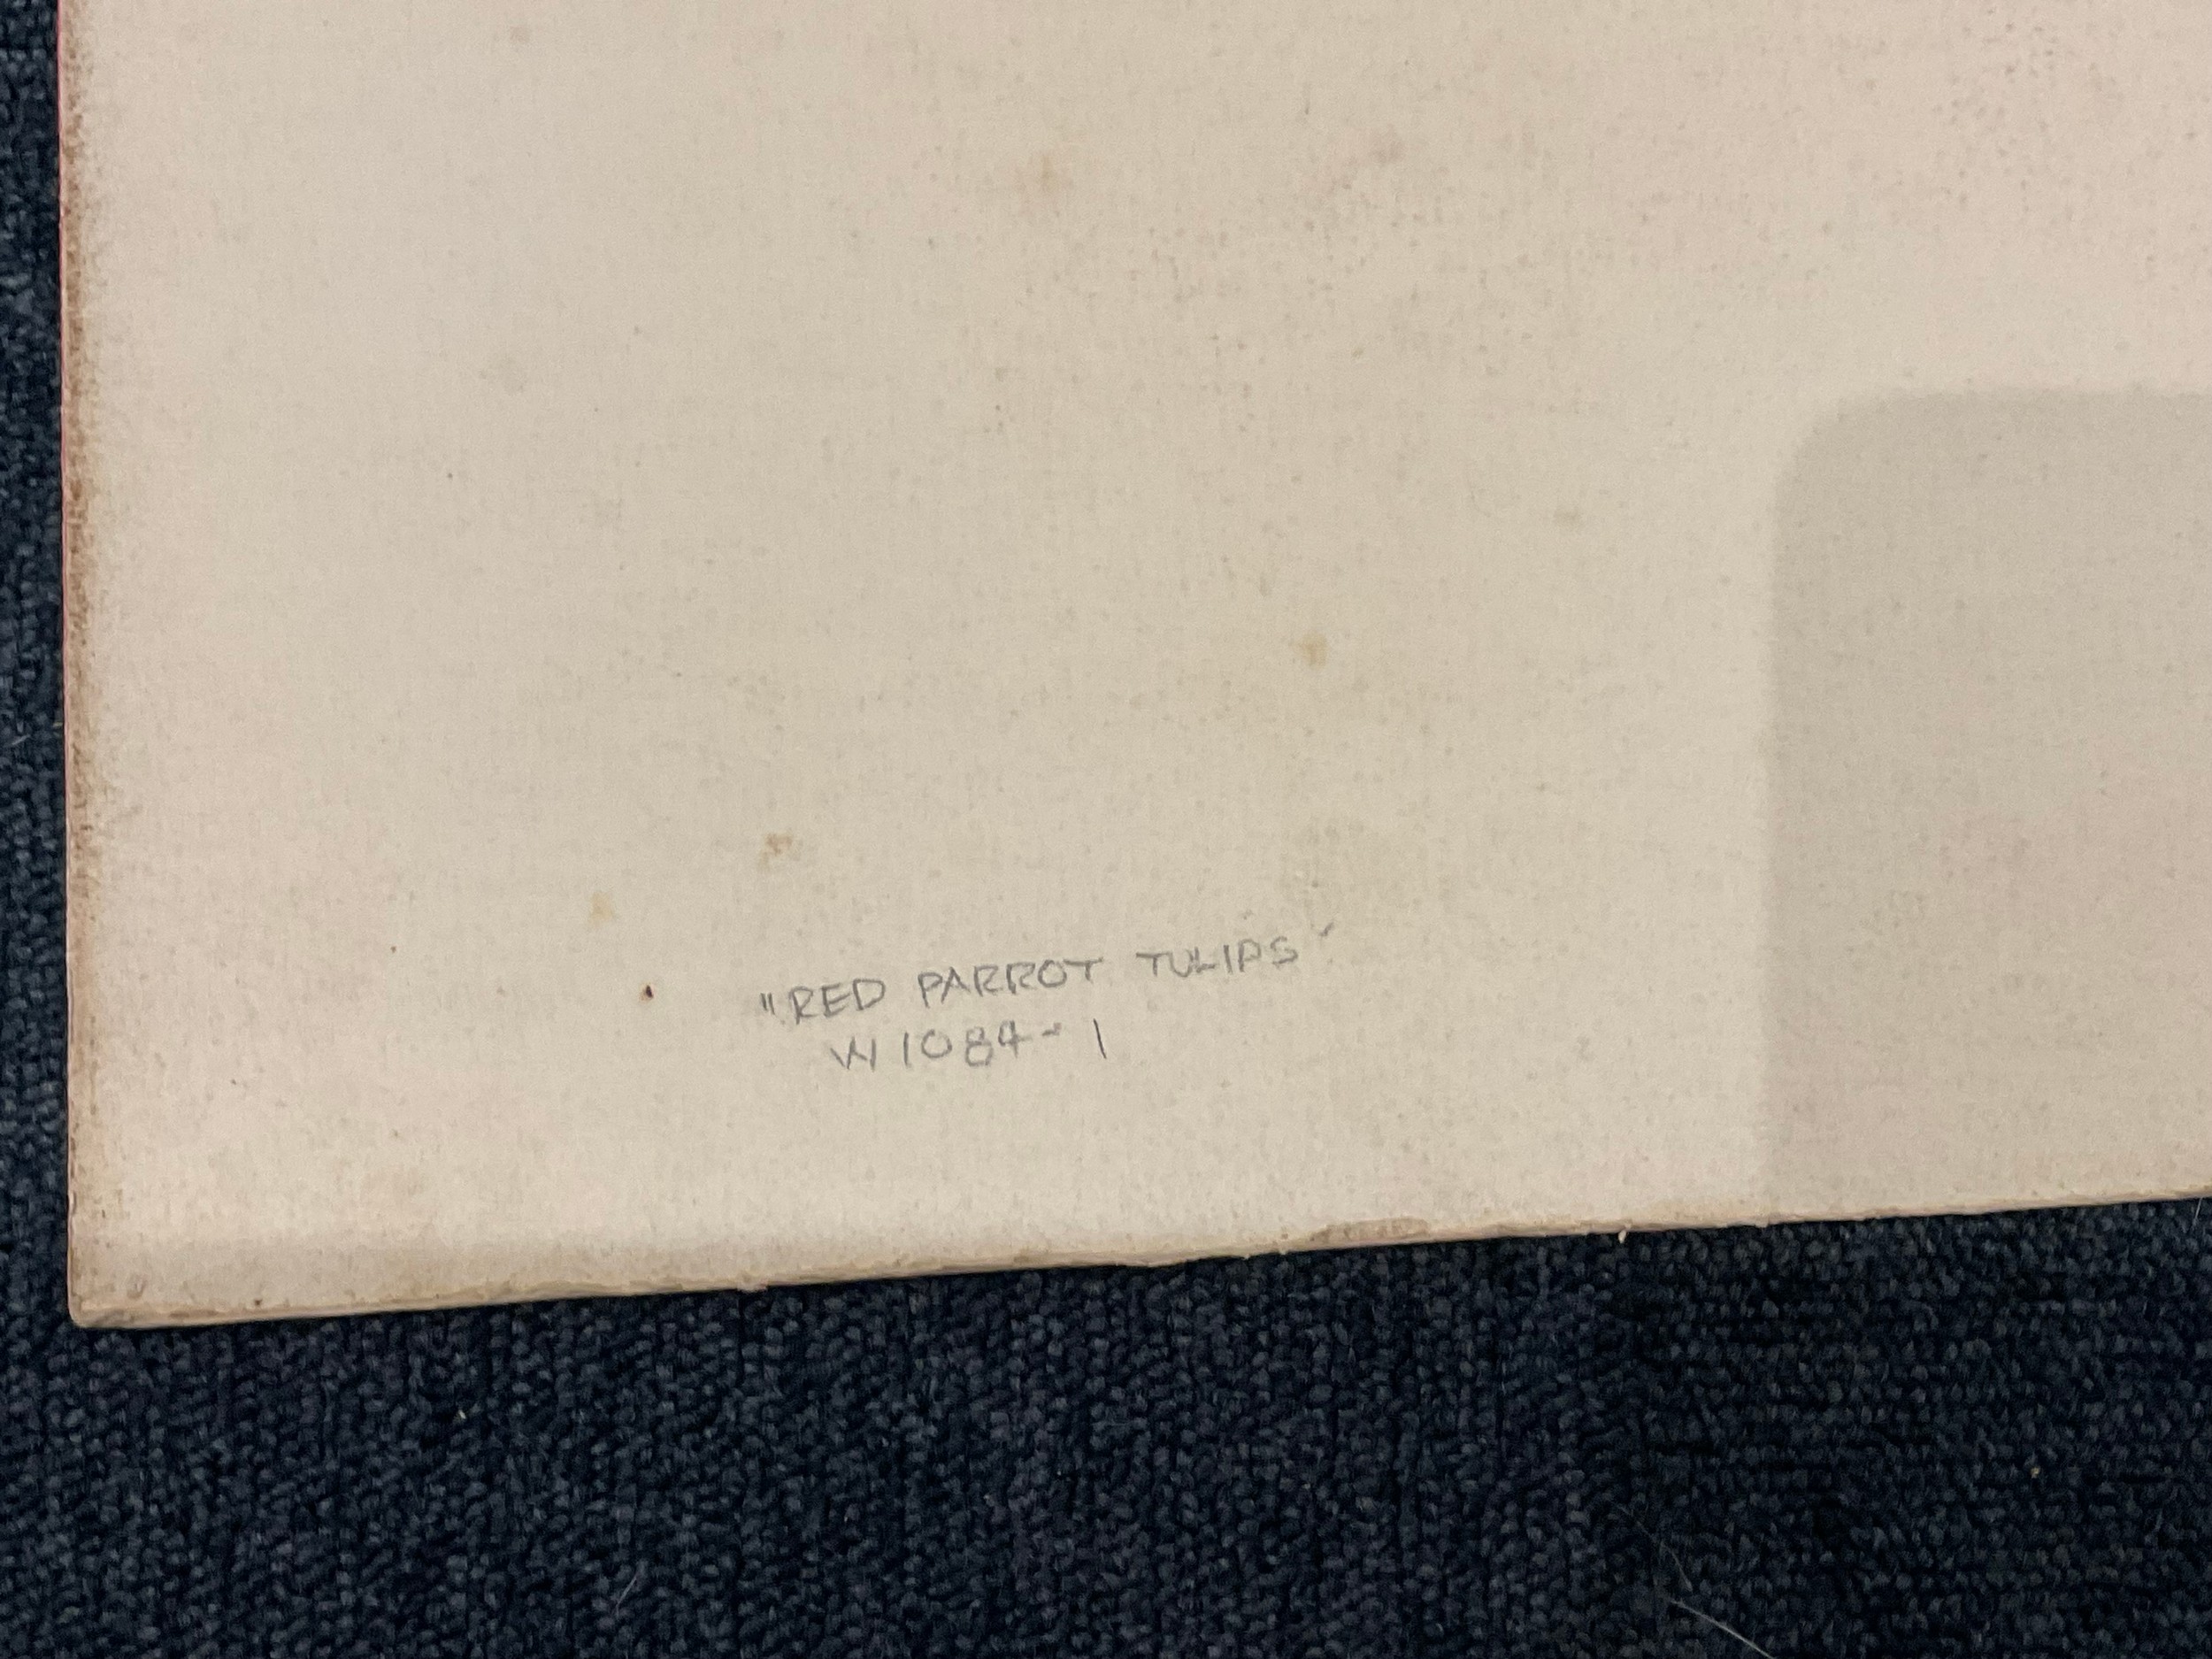 "RED PARROT TULIPS"
W1084-1